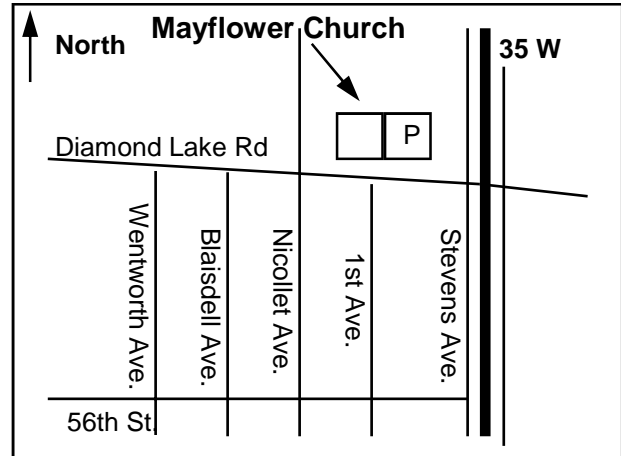 Mayflower Church
North
35 W
P
Diamond Lake Rd
Wentworth Ave.
Blaisdell Ave.
Nicollet Ave.
1st Ave.
Stevens Ave.
56th St.